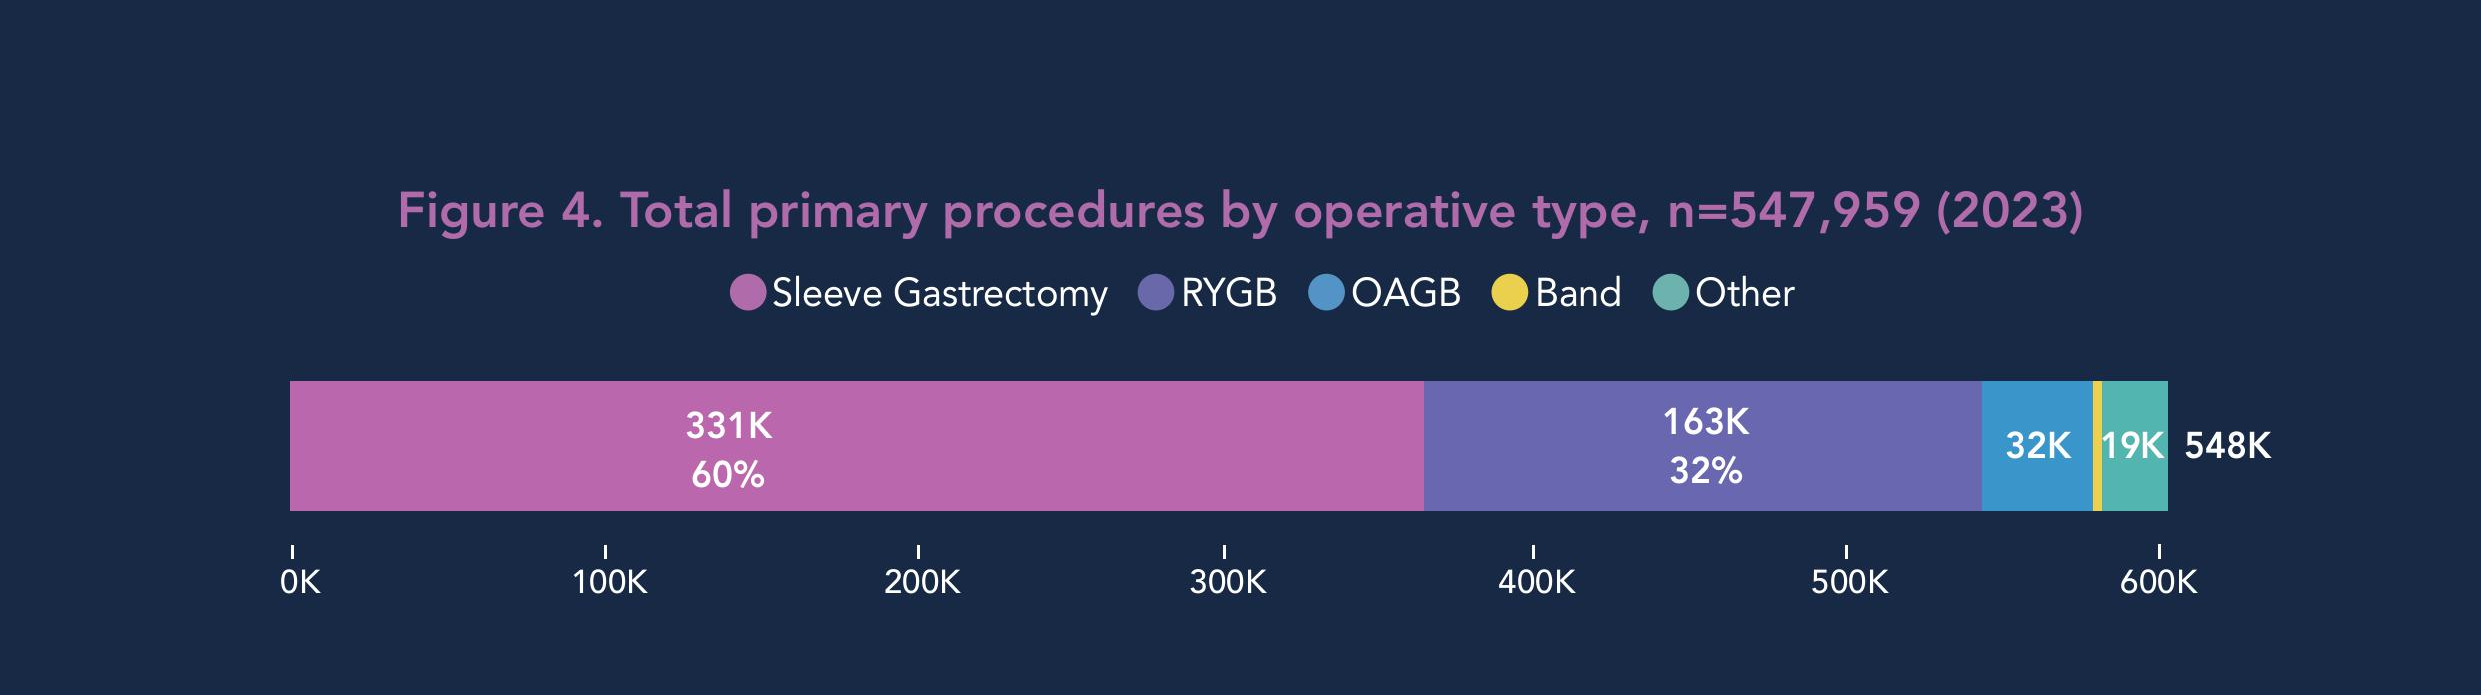 Figure 4. Total primary procedures by operative type, n=547,959 (2023)
Sleeve Gastrectomy RYGB OAGB Band Other
331K 163K
60% 32%
32K 19K 548K
0K 100K 200K 300K 400K 500K 600K